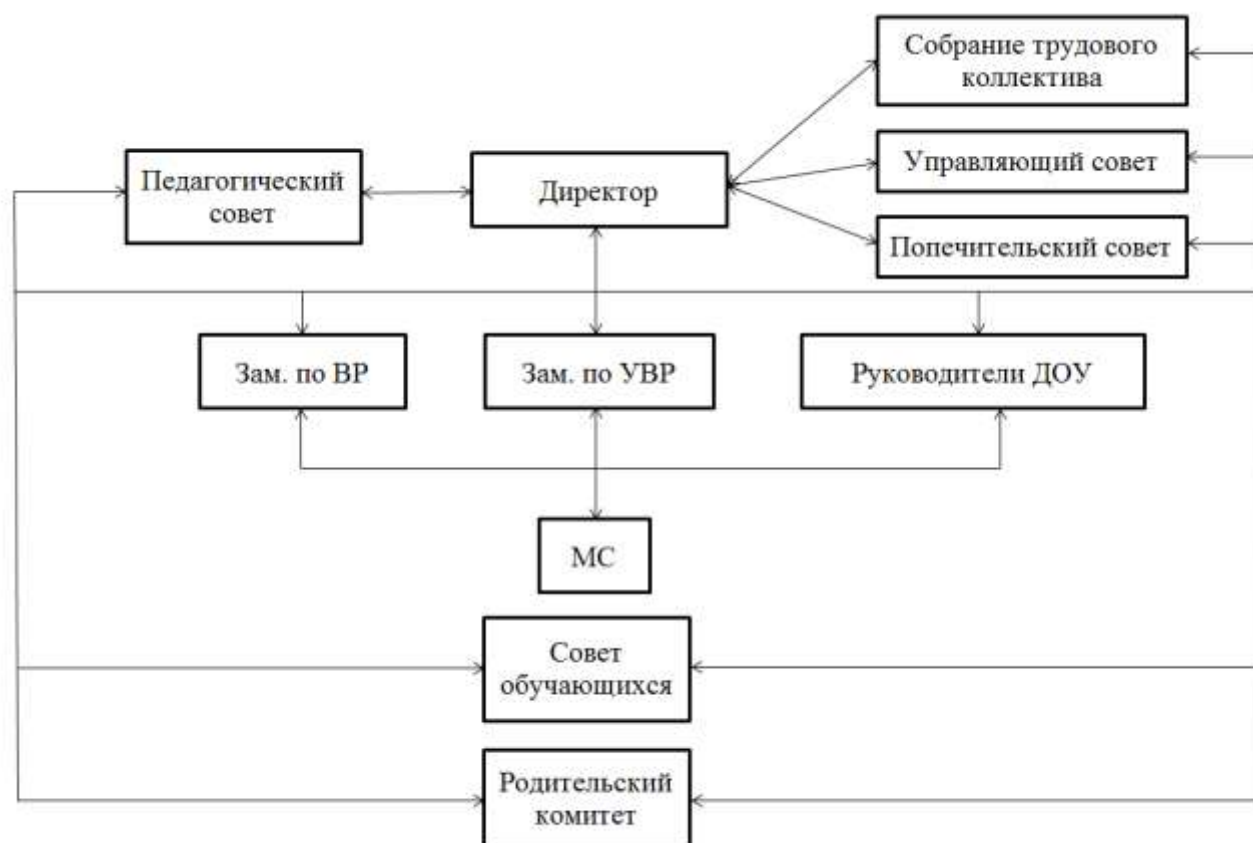 Собрание трудового
коллектива
Педагогический
совет
Директор
Управляющий совет
Попечительский совет
Зам. по ВР
Зам. по УВР
Руководители ДОУ
МС
Совет
обучающихся
Родительский
комитет